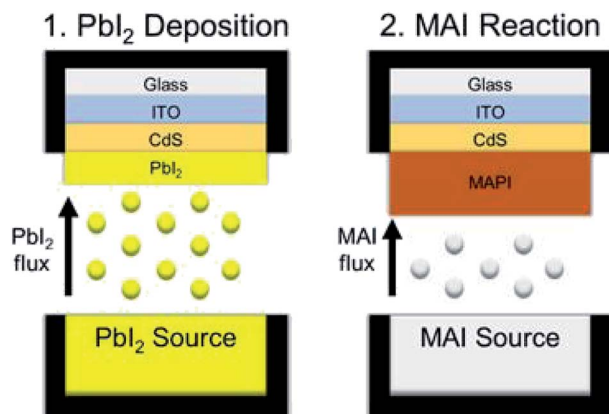 1. PbI₂ Deposition
Glass
ITO
CdS
PbI₂
PbI₂
flux
PbI₂ Source
2. MAI Reaction
Glass
ITO
CdS
MAPI
MAI
flux
MAI Source